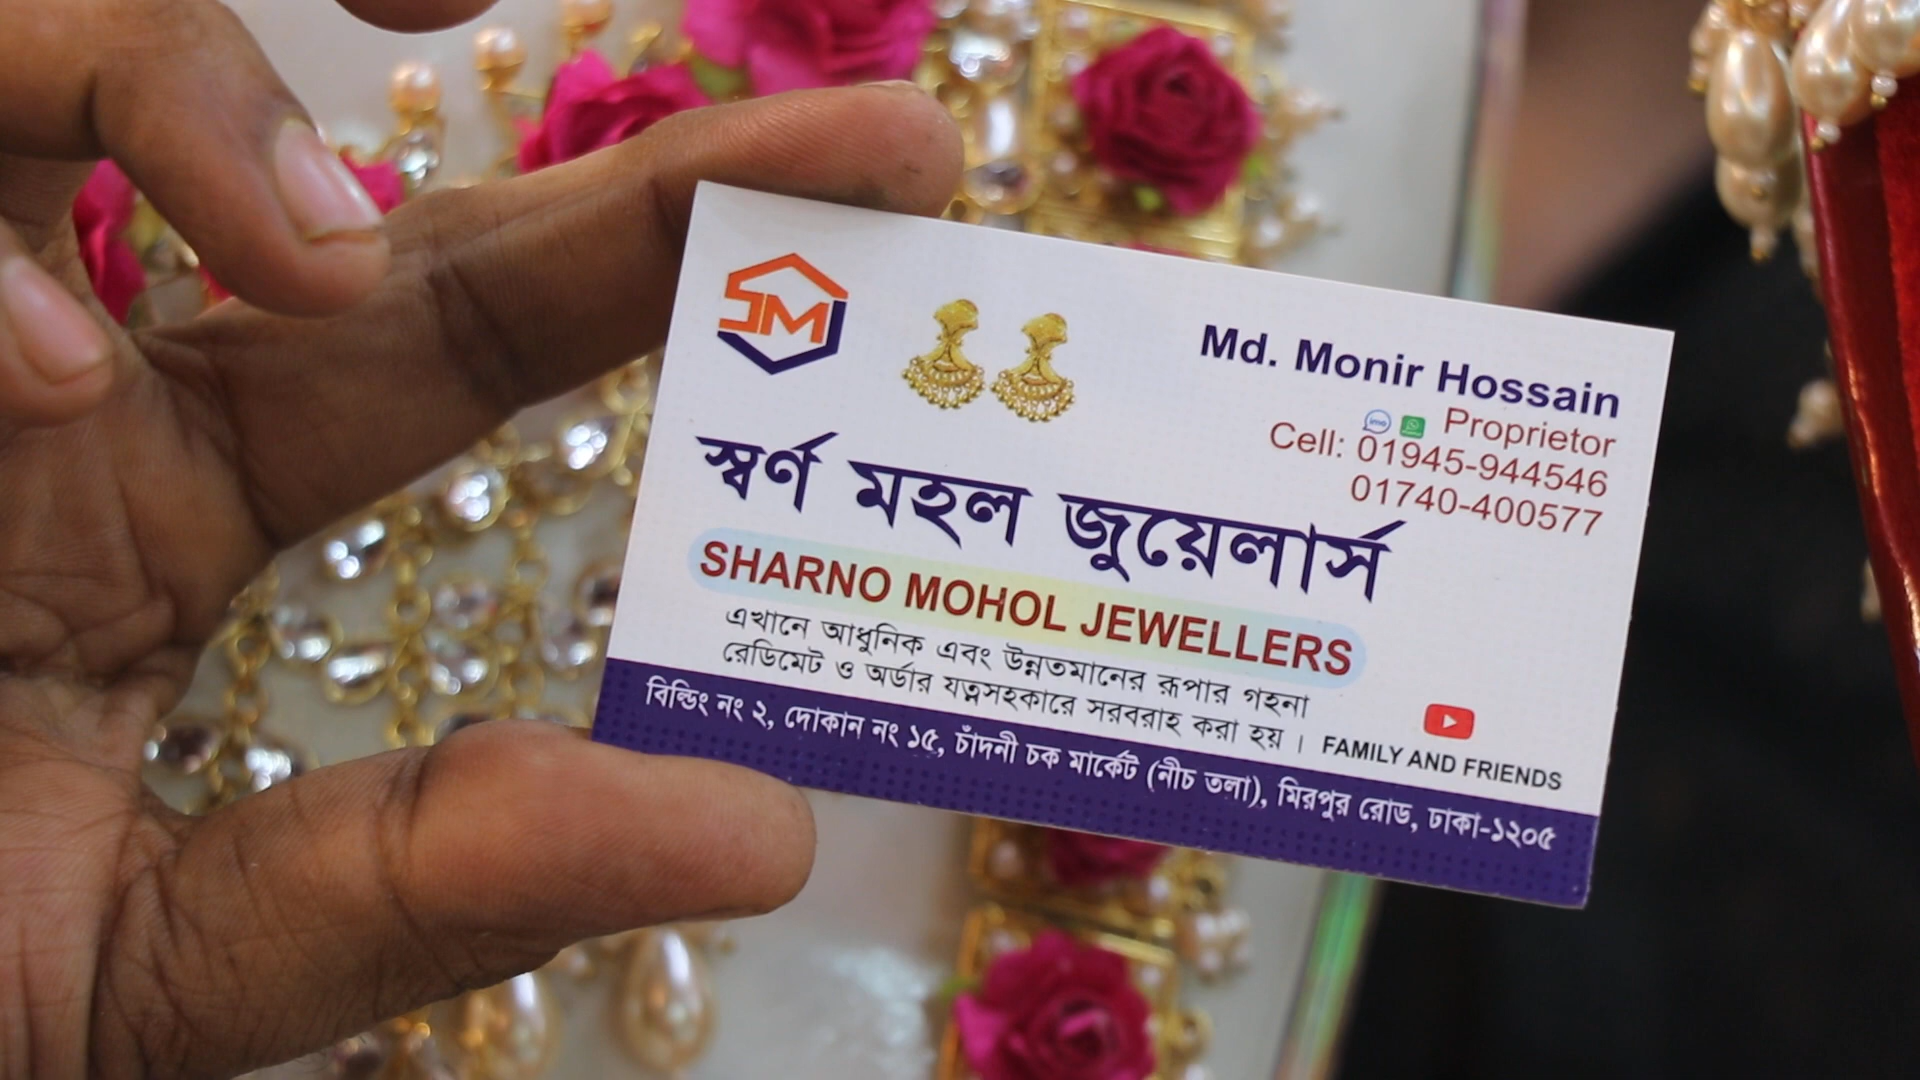 SM
Md. Monir Hossain
imo Proprietor
Cell: 01945-944546
01740-400577
স্বর্ণ মহল জুয়েলার্স
SHARNO MOHOL JEWELLERS
এখানে আধুনিক এবং উন্নতমানের রূপার গহনা
রেডিমেট ও অর্ডার যত্নসহকারে সরবরাহ করা হয়।
FAMILY AND FRIENDS
বিল্ডিং নং ২, দোকান নং ১৫, চাঁদনী চক মার্কেট (নীচ তলা), মিরপুর রোড, ঢাকা-১২০৫